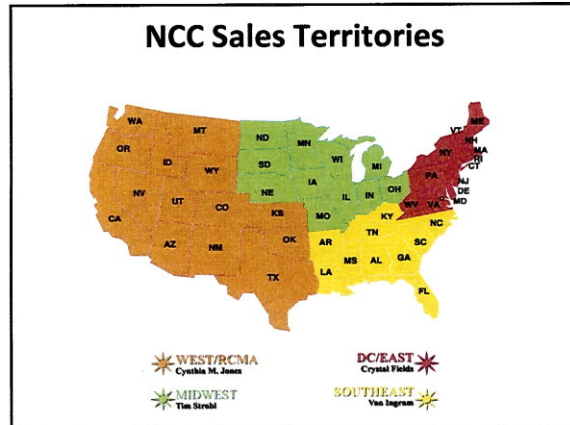 NCC Sales Territories
WA
MT
ND
MN
VT
ME
OR
NH
ID
SD
WI
MI
NY
MA
RI
CT
WY
IA
PA
NJ
NE
OH
DE
NV
UT
CO
IL
IN
WV
VA
MD
CA
KS
MO
KY
NC
AZ
NM
OK
AR
TN
SC
TX
LA
MS
AL
GA
FL
WEST/RCMA
Cynthia M. Jones
DC/EAST
Crystal Fields
MIDWEST
Tim Strobl
SOUTHEAST
Van Ingram